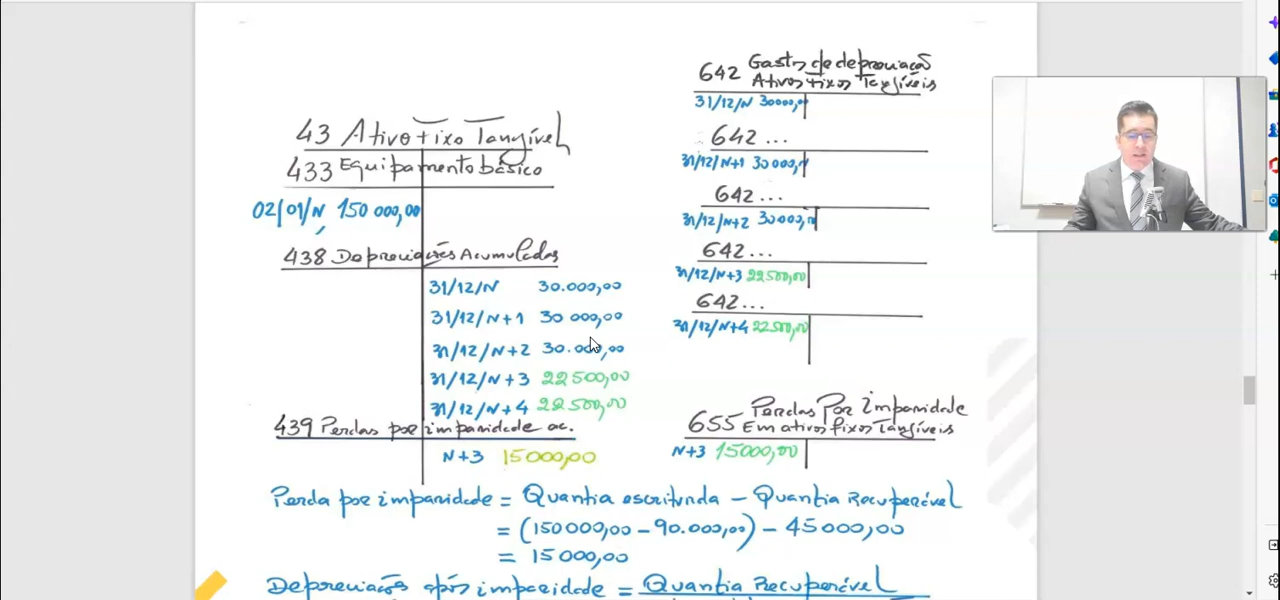 43 Ativo Fixo Tangível
433 Equipamento básico
02/01/N 150 000,00
438 Depreciações Acumuladas
31/12/N 30.000,00
31/12/N+1 30 000,00
31/12/N+2 30.000,00
31/12/N+3 22500,00
31/12/N+4 22500,00
439 Perdas por imparidade ac.
N+3 15000,00
642 Gastos de depreciação
Ativos Fixos Tangíveis
31/12/N 30000,00
642 ...
31/12/N+1 30000,00
642 ...
31/12/N+2 30000,00
642 ...
31/12/N+3 22500,00
642 ...
31/12/N+4 22500,00
655 Perdas Por Imparidade
Em ativos fixos Tangíveis
N+3 15000,00
Perda por imparidade = Quantia escriturada - Quantia Recuperável
= (150000,00 - 90.000,00) - 45000,00
= 15000,00
Depreciações após imparidade = Quantia Recuperável